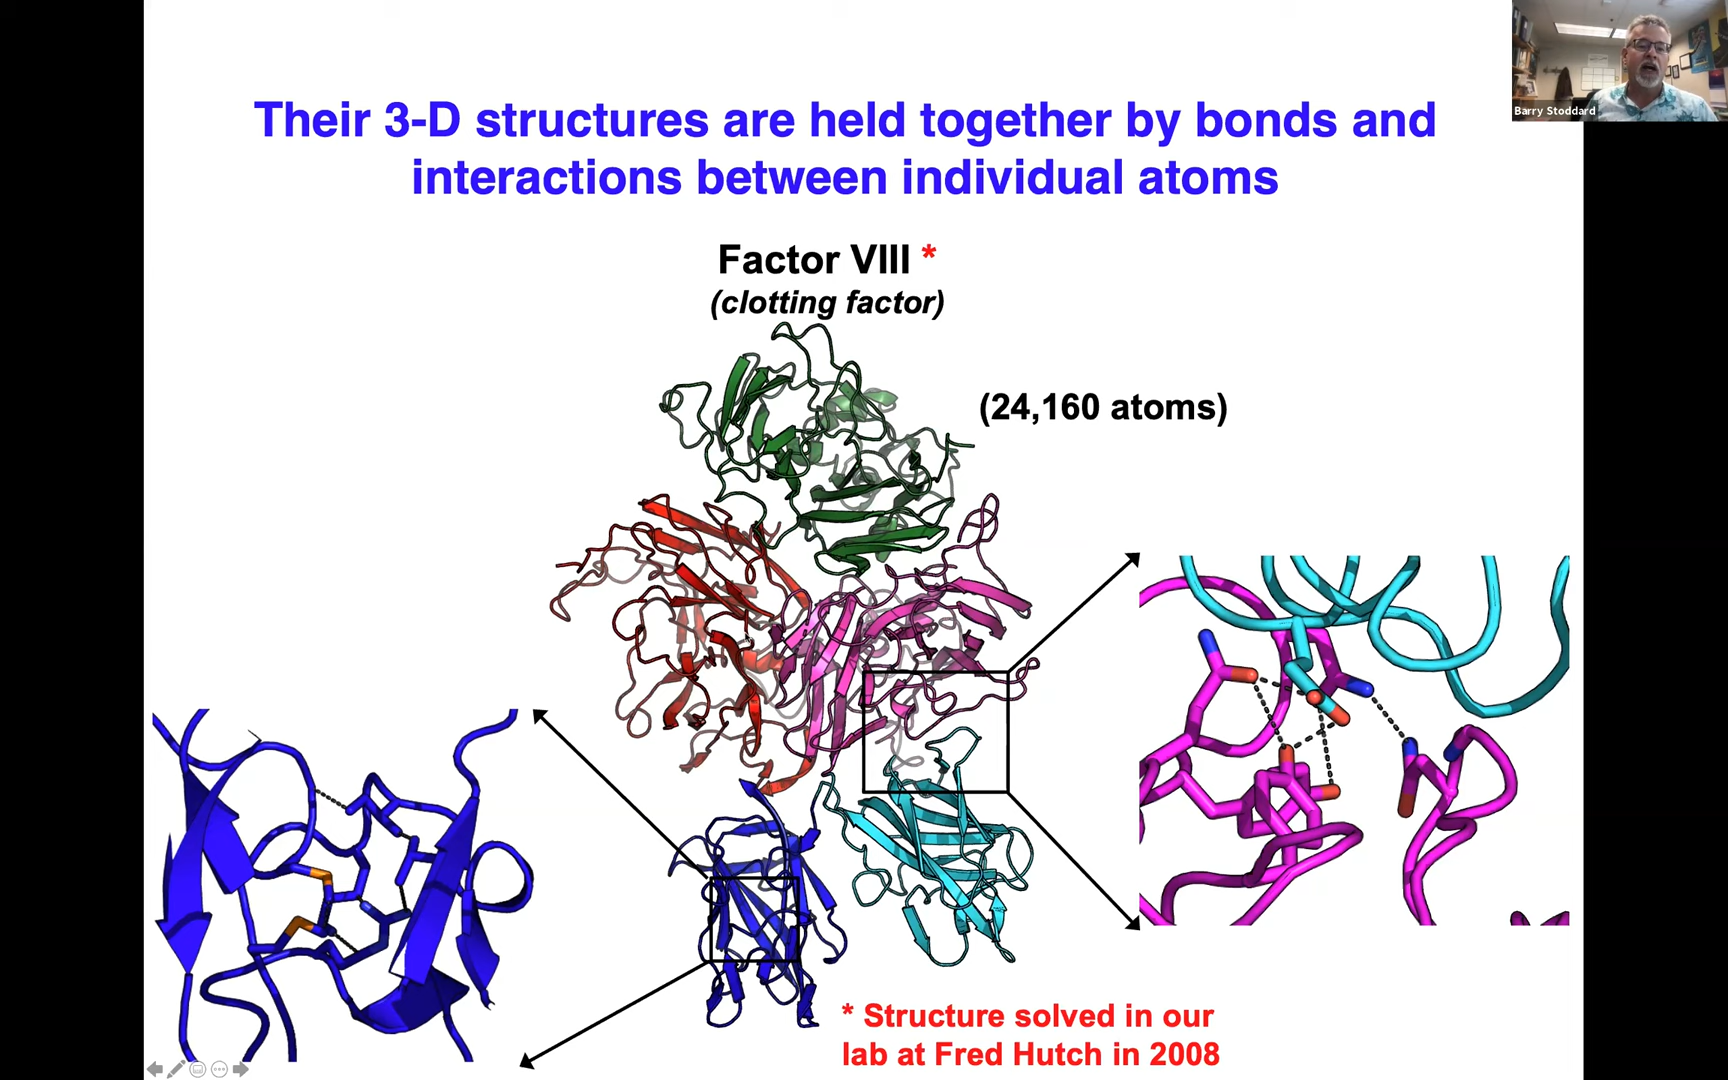 Their 3-D structures are held together by bonds and
interactions between individual atoms
Factor VIII *
(clotting factor)
(24,160 atoms)
* Structure solved in our
lab at Fred Hutch in 2008
Barry Stoddard